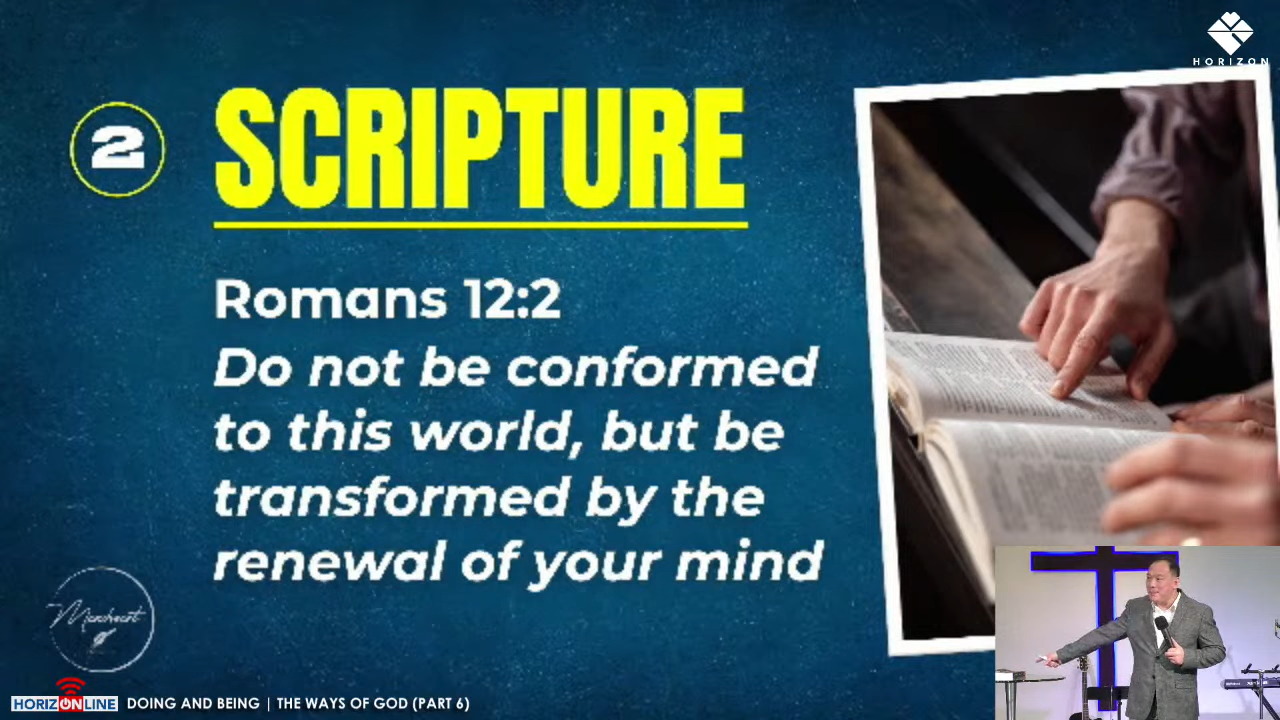 HORIZON
2
SCRIPTURE
Romans 12:2
Do not be conformed
to this world, but be
transformed by the
renewal of your mind
HORIZONLINE DOING AND BEING | THE WAYS OF GOD (PART 6)